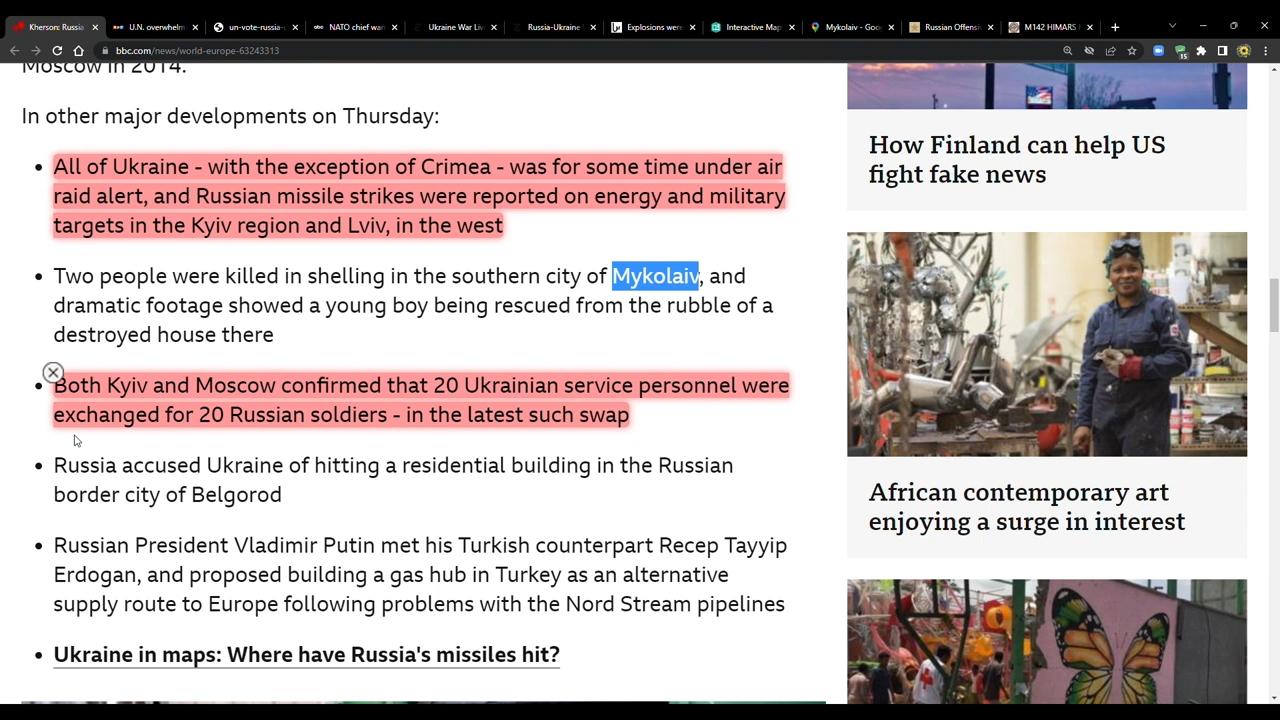 Kherson: Russia
U.N. overwhelm
un-vote-russia-
NATO chief wan
Ukraine War Liv
Russia-Ukraine
Explosions were
Interactive Map
Mykolaiv - Goo
Russian Offensi
M142 HIMARS
bbc.com/news/world-europe-63243313
15
Moscow in 2014.
In other major developments on Thursday:
All of Ukraine - with the exception of Crimea - was for some time under air
raid alert, and Russian missile strikes were reported on energy and military
targets in the Kyiv region and Lviv, in the west
Two people were killed in shelling in the southern city of Mykolaiv, and
dramatic footage showed a young boy being rescued from the rubble of a
destroyed house there
Both Kyiv and Moscow confirmed that 20 Ukrainian service personnel were
exchanged for 20 Russian soldiers - in the latest such swap
Russia accused Ukraine of hitting a residential building in the Russian
border city of Belgorod
Russian President Vladimir Putin met his Turkish counterpart Recep Tayyip
Erdogan, and proposed building a gas hub in Turkey as an alternative
supply route to Europe following problems with the Nord Stream pipelines
Ukraine in maps: Where have Russia's missiles hit?
How Finland can help US
fight fake news
African contemporary art
enjoying a surge in interest